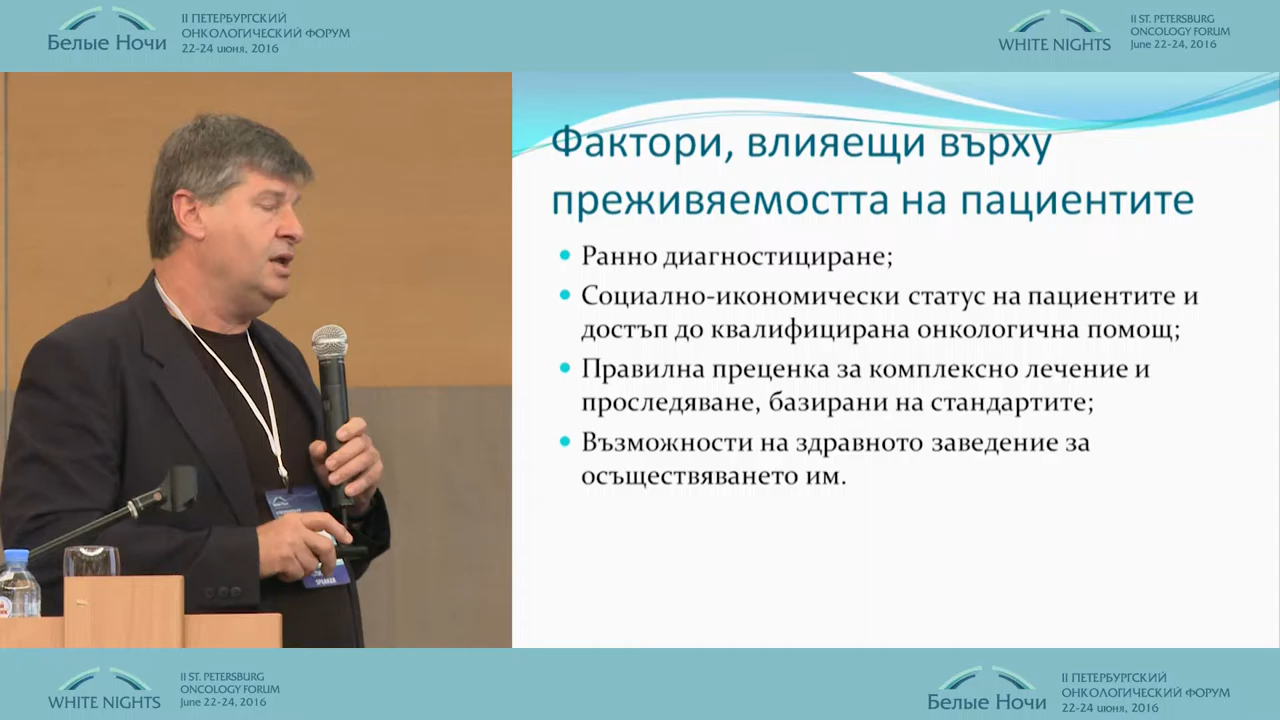 Белые Ночи
II ПЕТЕРБУРГСКИЙ
ОНКОЛОГИЧЕСКИЙ ФОРУМ
22-24 июня, 2016
WHITE NIGHTS
II ST. PETERSBURG
ONCOLOGY FORUM
June 22-24, 2016
Фактори, влияещи върху
преживяемостта на пациентите
Ранно диагностициране;
Социално-икономически статус на пациентите и
достъп до квалифицирана онкологична помощ;
Правилна преценка за комплексно лечение и
проследяване, базирани на стандартите;
Възможности на здравното заведение за
осъществяването им.
SPEAKER
WHITE NIGHTS
II ST. PETERSBURG
ONCOLOGY FORUM
June 22-24, 2016
Белые Ночи
II ПЕТЕРБУРГСКИЙ
ОНКОЛОГИЧЕСКИЙ ФОРУМ
22-24 июня, 2016